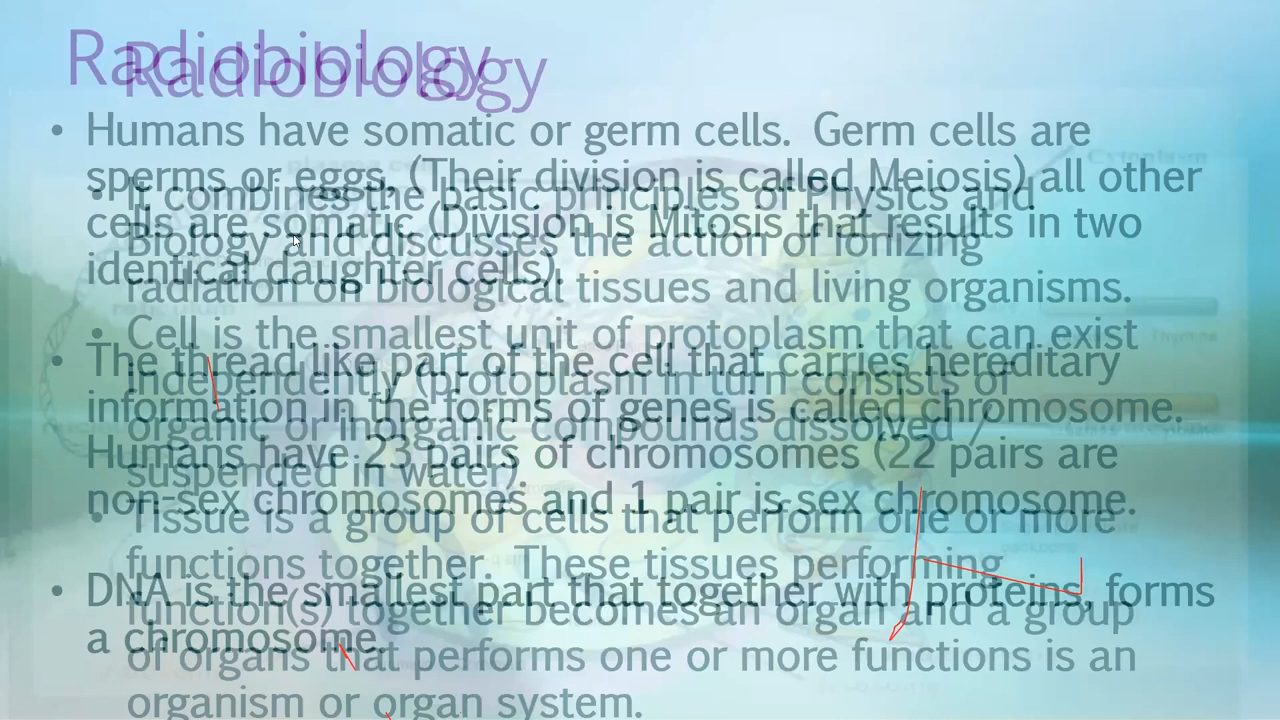 Radiobiology
• Humans have somatic or germ cells. Germ cells are
sperms or eggs. (Their division is called Meiosis) all other
cells are somatic (Division is Mitosis that results in two
identical daughter cells).
• The thread like part of the cell that carries hereditary
information in the forms of genes is called chromosome.
Humans have 23 pairs of chromosomes (22 pairs are
non-sex chromosomes and 1 pair is sex chromosome.
• DNA is the smallest part that together with proteins, forms
a chromosome.
Radiobiology
• It combines the basic principles of Physics and
Biology and discusses the action of ionizing
radiation on biological tissues and living organisms.
• Cell is the smallest unit of protoplasm that can exist
independently (protoplasm in turn consists of
organic or inorganic compounds dissolved /
suspended in water).
• Tissue is a group of cells that perform one or more
functions together. These tissues performing
function(s) together becomes an organ and a group
of organs that performs one or more functions is an
organism or organ system.
plasma
Cytoplasm
Thymine